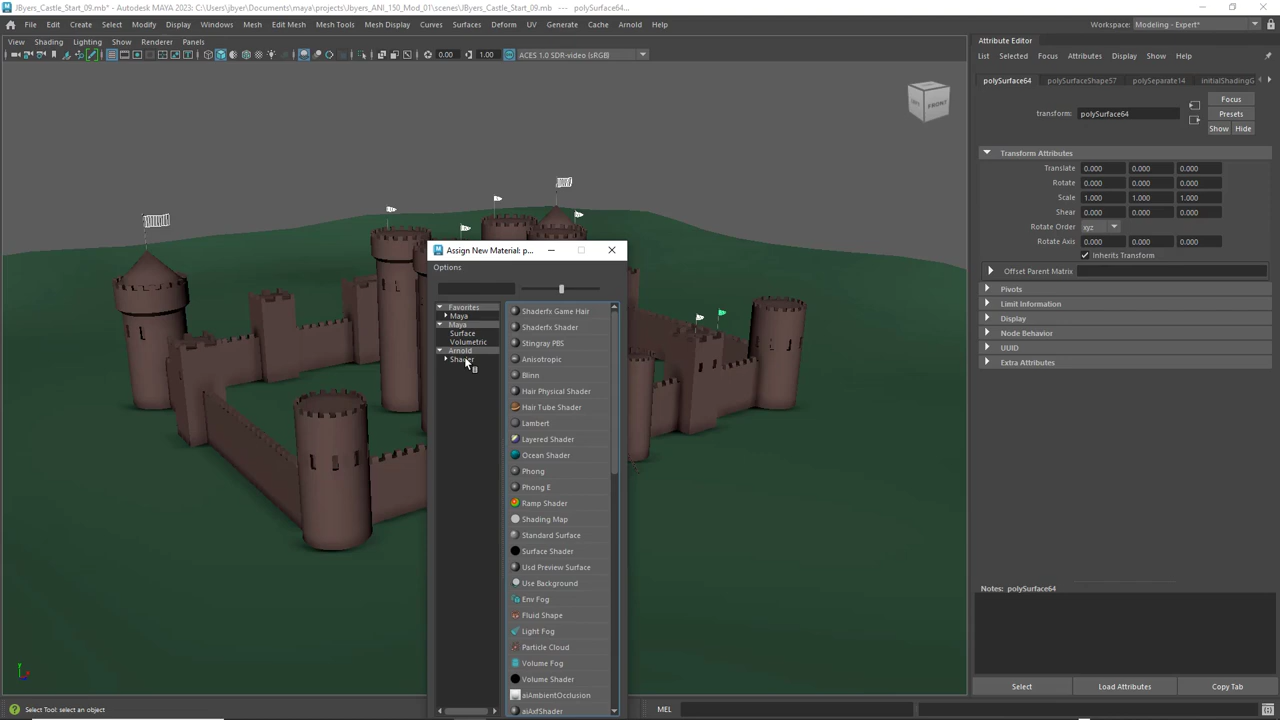 JByers_Castle_Start_09.mb* - Autodesk MAYA 2023: C:\Users\jbyer\Documents\maya\projects\jbyers_ANI_150_Mod_01\scenes\JByers_Castle_Start_09.mb --- polySurface64...
File Edit Create Select Modify Display Windows Mesh Edit Mesh Mesh Tools Mesh Display Curves Surfaces Deform UV Generate Cache Arnold Help
Workspace: Modeling - Expert*
View Shading Lighting Show Renderer Panels
0.00 1.00 ACES 1.0 SDR-video (sRGB)
FRONT
Attribute Editor
List Selected Focus Attributes Display Show Help
polySurface64 polySurfaceShape57 polySeparate14 initialShadingG
transform: polySurface64
Focus
Presets
Show Hide
Transform Attributes
Translate 0.000 0.000 0.000
Rotate 0.000 0.000 0.000
Scale 1.000 1.000 1.000
Shear 0.000 0.000 0.000
Rotate Order xyz
Rotate Axis 0.000 0.000 0.000
Inherits Transform
Offset Parent Matrix
Pivots
Limit Information
Display
Node Behavior
UUID
Extra Attributes
Notes: polySurface64
Select Load Attributes Copy Tab
Assign New Material: p...
Options
Favorites
Maya
Maya
Surface
Volumetric
Arnold
Shader
Shaderfx Game Hair
Shaderfx Shader
Stingray PBS
Anisotropic
Blinn
Hair Physical Shader
Hair Tube Shader
Lambert
Layered Shader
Ocean Shader
Phong
Phong E
Ramp Shader
Shading Map
Standard Surface
Surface Shader
Usd Preview Surface
Use Background
Env Fog
Fluid Shape
Light Fog
Particle Cloud
Volume Fog
Volume Shader
aiAmbientOcclusion
aiAxfShader
Select Tool: select an object
MEL